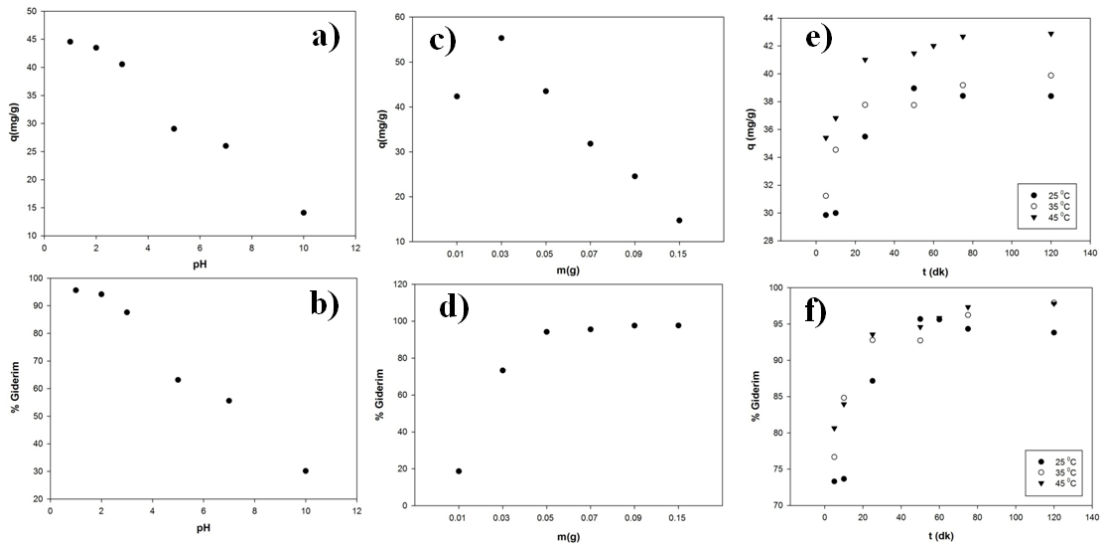 a)
50
45
40
35
30
25
20
15
10
q(mg/g)
0 2 4 6 8 10 12
pH
c)
60
50
40
30
20
10
q(mg/g)
0.01 0.03 0.05 0.07 0.09 0.15
m(g)
e)
44
42
40
38
36
34
32
30
28
q (mg/g)
25 °C
35 °C
45 °C
0 20 40 60 80 100 120 140
t (dk)
b)
100
90
80
70
60
50
40
30
20
% Giderim
0 2 4 6 8 10 12
pH
d)
120
100
80
60
40
20
0
% Giderim
0.01 0.03 0.05 0.07 0.09 0.15
m(g)
f)
100
95
90
85
80
75
70
% Giderim
25 °C
35 °C
45 °C
0 20 40 60 80 100 120 140
t (dk)